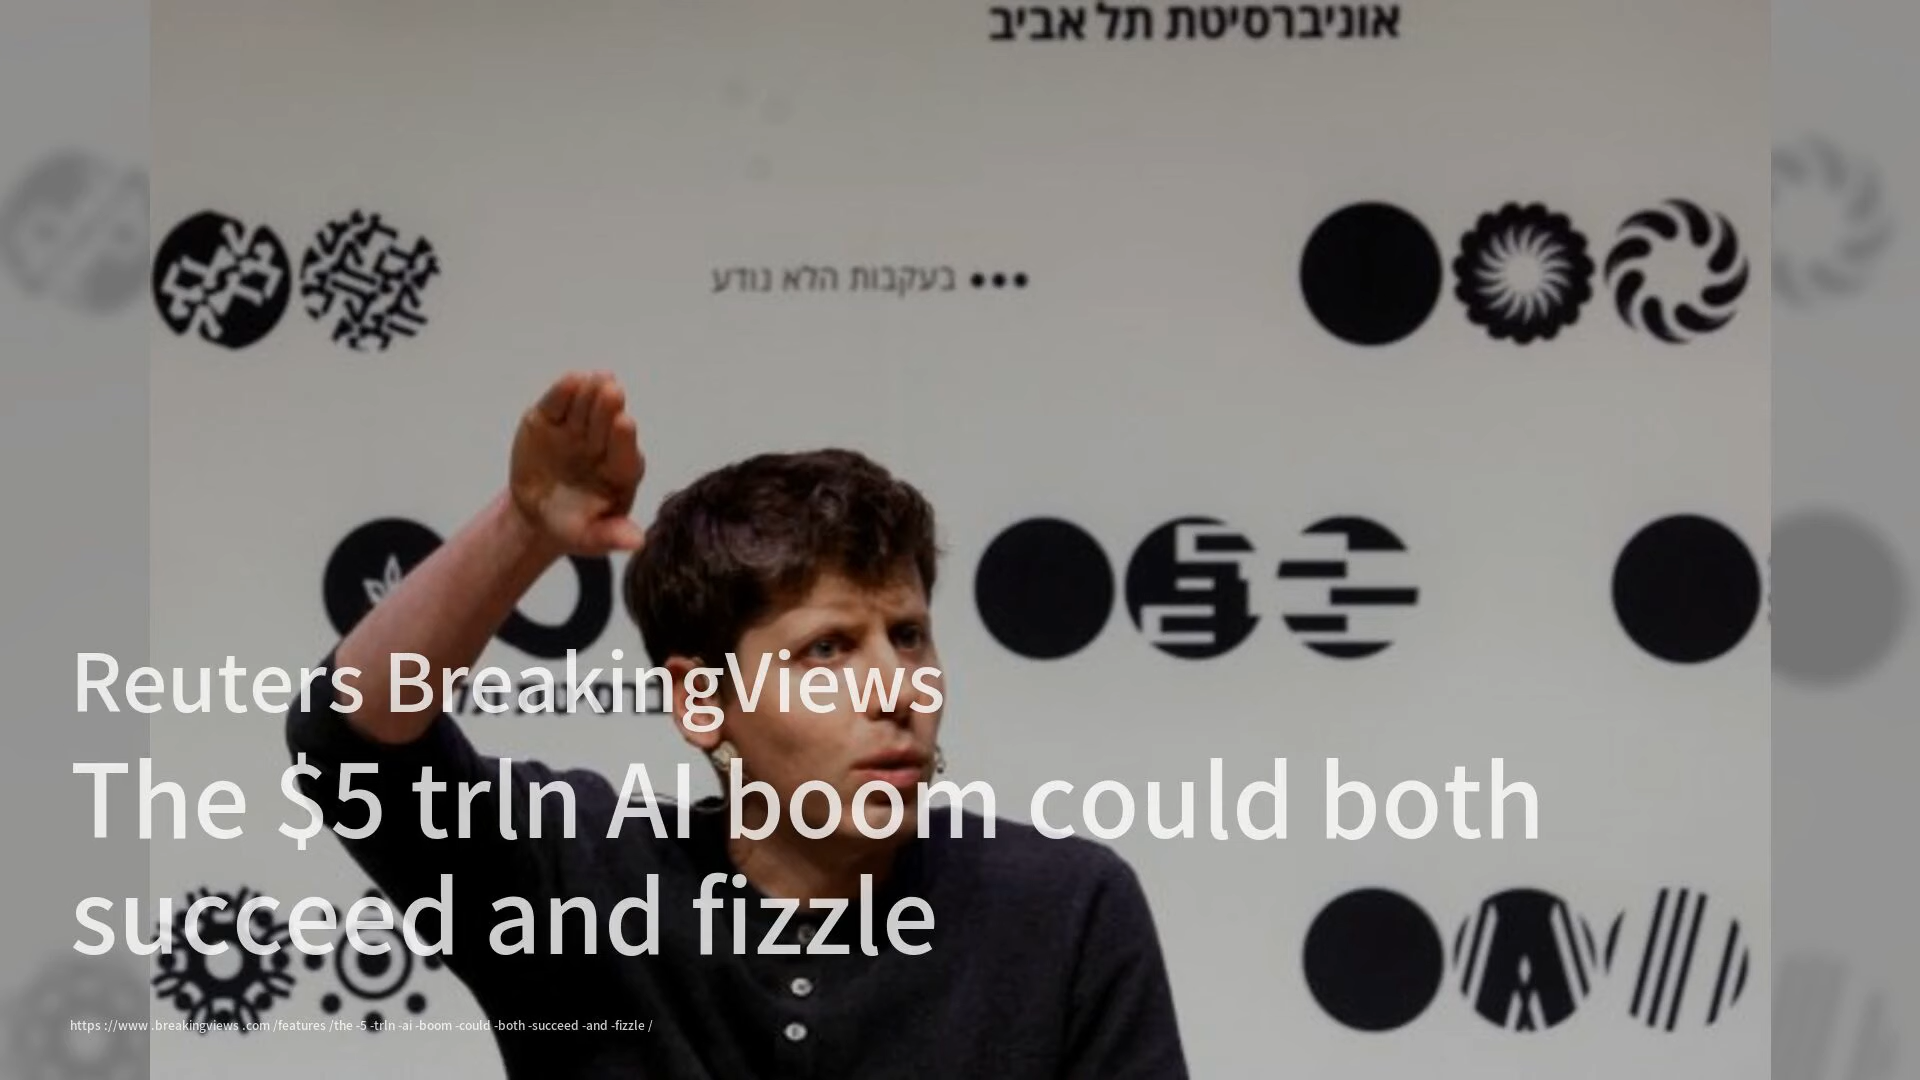 אוניברסיטת תל אביב
בעקבות הלא נודע
Reuters BreakingViews
The $5 trln AI boom could both
succeed and fizzle
https ://www .breakingviews .com /features /the -5 -trln -ai -boom -could -both -succeed -and -fizzle /